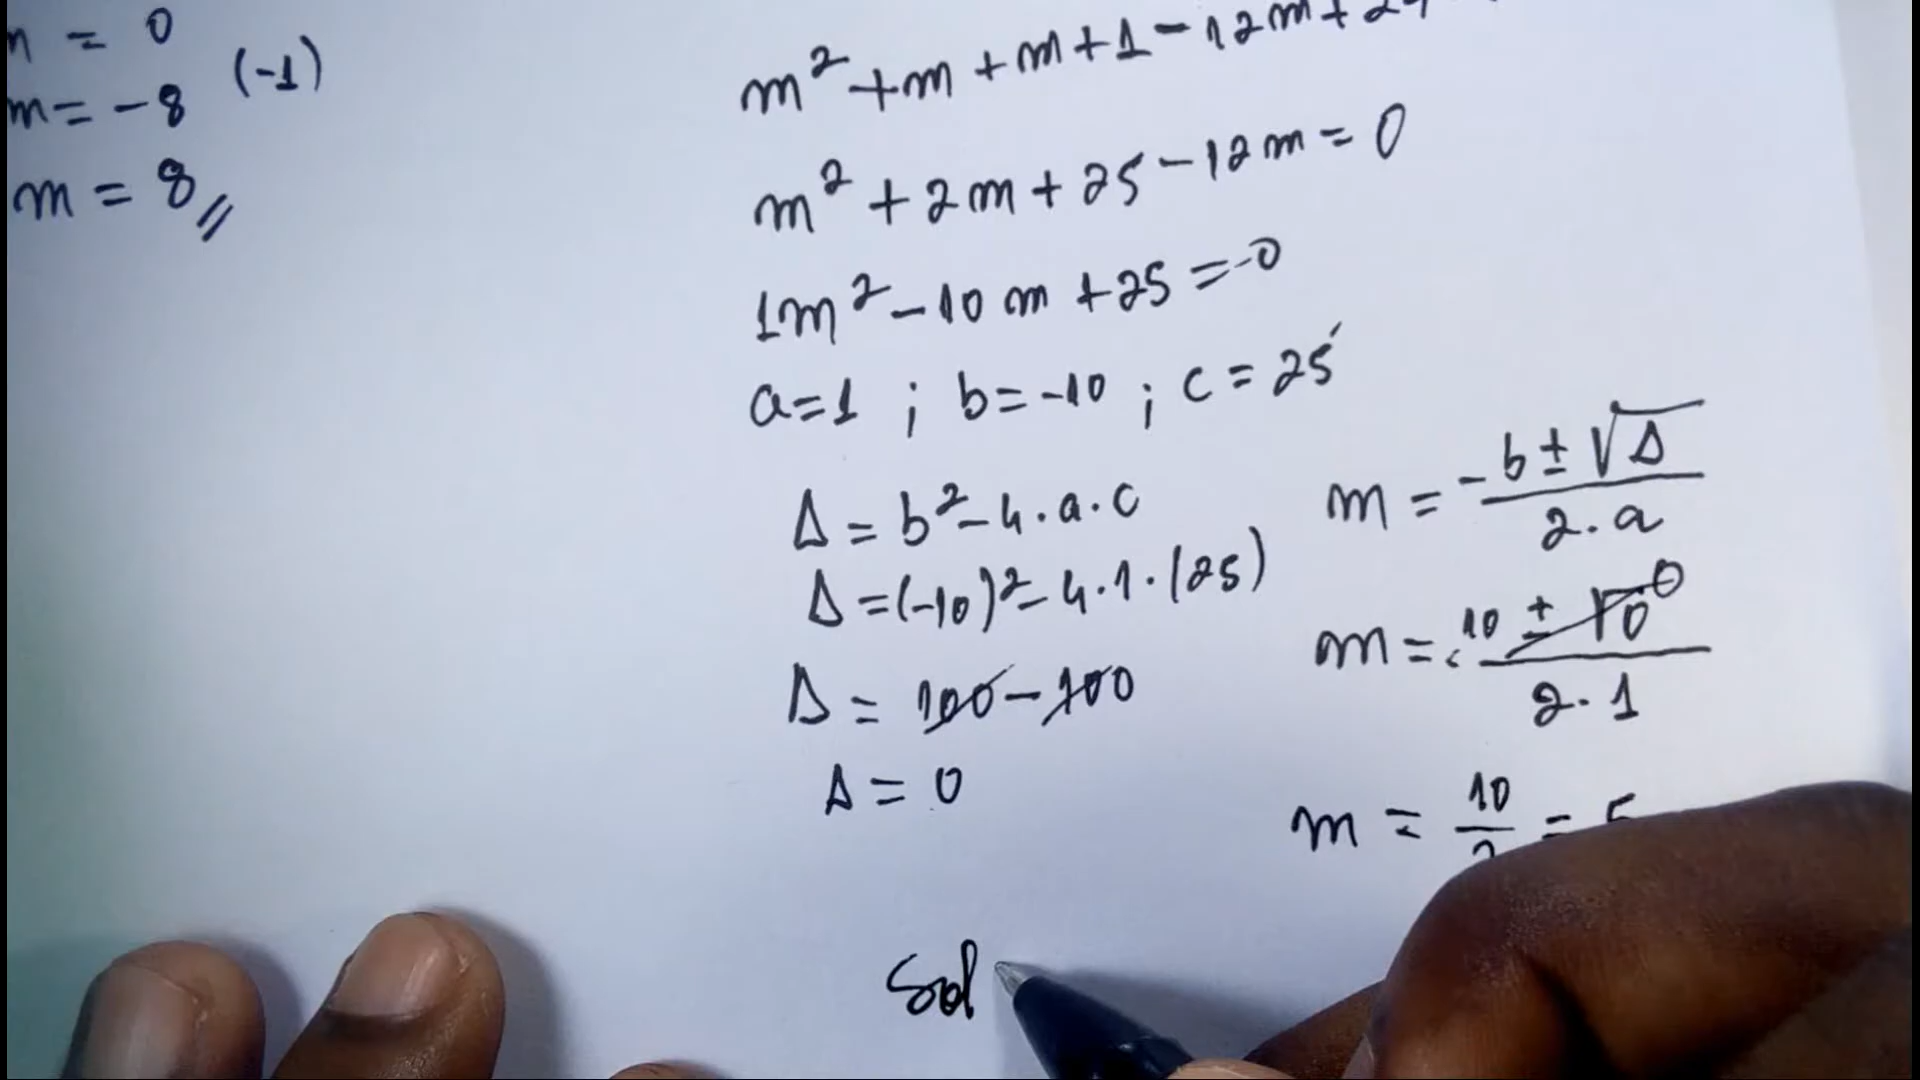 m = 0
m = -8 (-1)
m = 8 //
m² + m + m + 1 - 12m + 24
m² + 2m + 25 - 12m = 0
1m² - 10m + 25 = 0
a=1 ; b=-10 ; c = 25
Δ = b² - 4·a·c
Δ = (-10)² - 4·1·(25)
Δ = 100 - 100
Δ = 0
m = -b ± √Δ / 2·a
m = 10 ± √0 0 / 2·1
m = 10/2 = 5
Sol